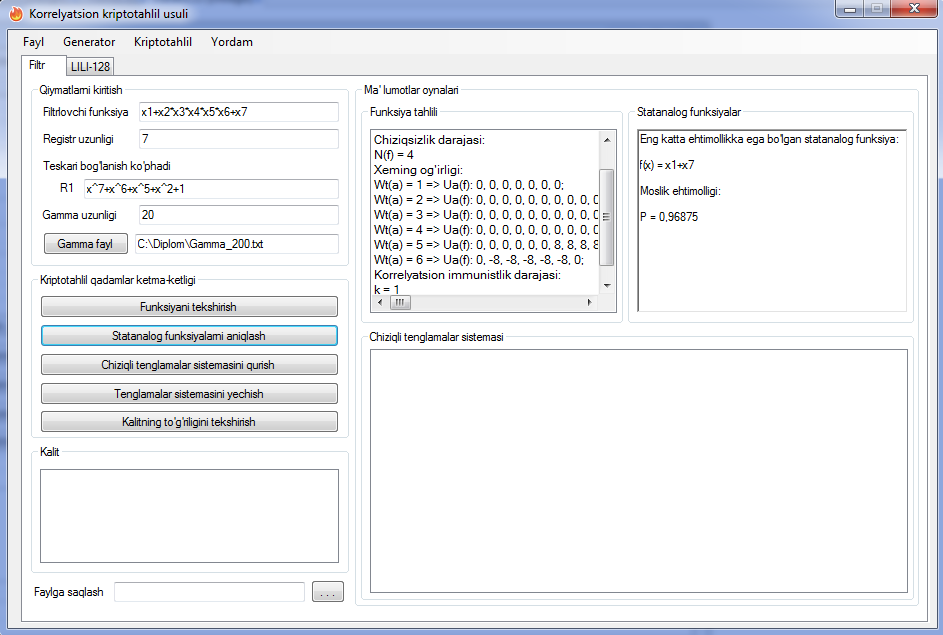 Korrelyatsion kriptotahlil usuli
Fayl Generator Kriptotahlil Yordam
Filtr LILI-128
Qiymatlarni kiritish
Filtrlovchi funksiya x1+x2*x3*x4*x5*x6+x7
Registr uzunligi 7
Teskari bog'lanish ko'phadi
R1 x^7+x^6+x^5+x^2+1
Gamma uzunligi 20
Gamma fayl C:\Diplom\Gamma_200.txt
Kriptotahlil qadamlar ketma-ketligi
Funksiyani tekshirish
Statanalog funksiyalarni aniqlash
Chiziqli tenglamalar sistemasini qurish
Tenglamalar sistemasini yechish
Kalitning to'g'riligini tekshirish
Kalit
Faylga saqlash ...
Ma'lumotlar oynalari
Funksiya tahlili
Chiziqsizlik darajasi:
N(f) = 4
Xeming og'irligi:
Wt(a) = 1 => Ua(f): 0, 0, 0, 0, 0, 0, 0;
Wt(a) = 2 => Ua(f): 0, 0, 0, 0, 0, 0, 0, 0, 0, 0
Wt(a) = 3 => Ua(f): 0, 0, 0, 0, 0, 0, 0, 0, 0, 0
Wt(a) = 4 => Ua(f): 0, 0, 0, 0, 0, 0, 0, 0, 0, 0
Wt(a) = 5 => Ua(f): 0, 0, 0, 0, 0, 0, 8, 8, 8, 8
Wt(a) = 6 => Ua(f): 0, -8, -8, -8, -8, -8, 0;
Korrelyatsion immunistlik darajasi:
k = 1
Statanalog funksiyalar
Eng katta ehtimollikka ega bo'lgan statanalog funksiya:
f(x) = x1+x7
Moslik ehtimolligi:
P = 0,96875
Chiziqli tenglamalar sistemasi